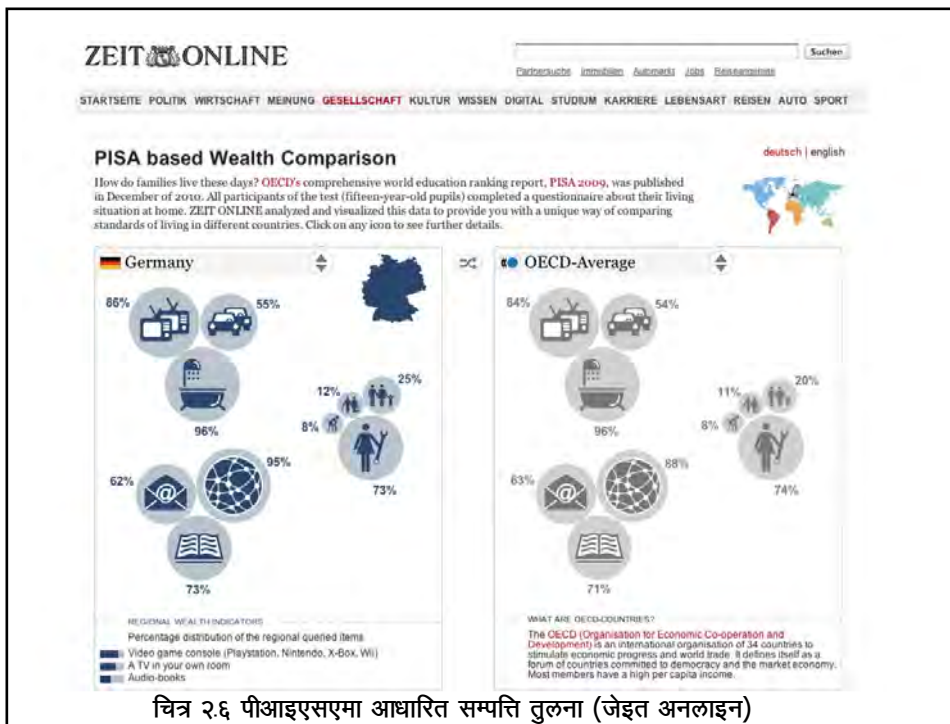 ZEIT ONLINE
Suchen
Partnersuche Immobilien Automarkt Jobs Reiseangebote
STARTSEITE POLITIK WIRTSCHAFT MEINUNG GESELLSCHAFT KULTUR WISSEN DIGITAL STUDIUM KARRIERE LEBENSART REISEN AUTO SPORT
PISA based Wealth Comparison
deutsch | english
How do families live these days? OECD's comprehensive world education ranking report, PISA 2009, was published
in December of 2010. All participants of the test (fifteen-year-old pupils) completed a questionnaire about their living
situation at home. ZEIT ONLINE analyzed and visualized this data to provide you with a unique way of comparing
standards of living in different countries. Click on any icon to see further details.
Germany
86%
55%
96%
12%
25%
8%
73%
62%
95%
73%
REGIONAL WEALTH INDICATORS
Percentage distribution of the regional queried items
Video game console (Playstation, Nintendo, X-Box, Wii)
A TV in your own room
Audio-books
OECD-Average
84%
54%
96%
11%
20%
8%
74%
63%
88%
71%
WHAT ARE OECD-COUNTRIES?
The OECD (Organisation for Economic Co-operation and
Development) is an international organisation of 34 countries to
stimulate economic progress and world trade. It defines itself as a
forum of countries committed to democracy and the market economy.
Most members have a high per capita income.
चित्र २.६ पीआइएसएमा आधारित सम्पत्ति तुलना (जेइत अनलाइन)